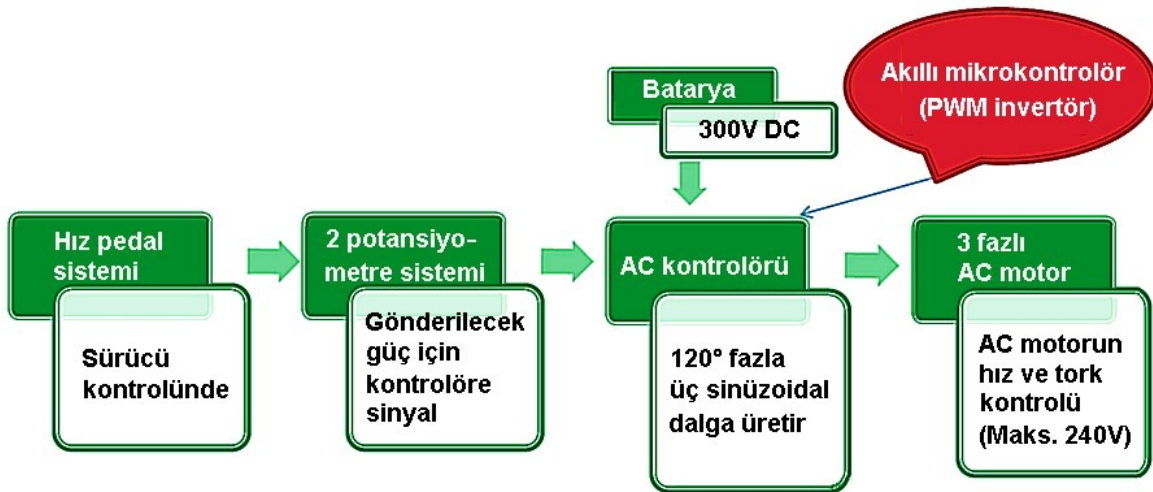 Akıllı mikrokontrolör
(PWM invertör)
Batarya
300V DC
Hız pedal
sistemi
Sürücü
kontrolünde
2 potansiyo-
metre sistemi
Gönderilecek
güç için
kontrolöre
sinyal
AC kontrolörü
120° fazla
üç sinüzoidal
dalga üretir
3 fazlı
AC motor
AC motorun
hız ve tork
kontrolü
(Maks. 240V)